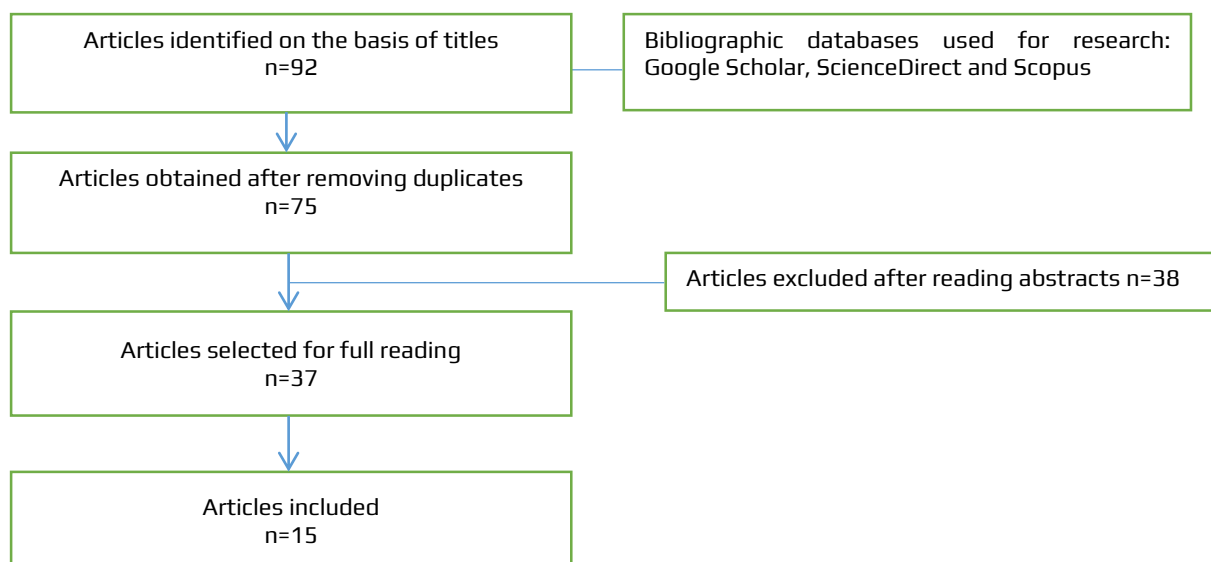 Articles identified on the basis of titles
n=92
Bibliographic databases used for research:
Google Scholar, ScienceDirect and Scopus
Articles obtained after removing duplicates
n=75
Articles excluded after reading abstracts n=38
Articles selected for full reading
n=37
Articles included
n=15